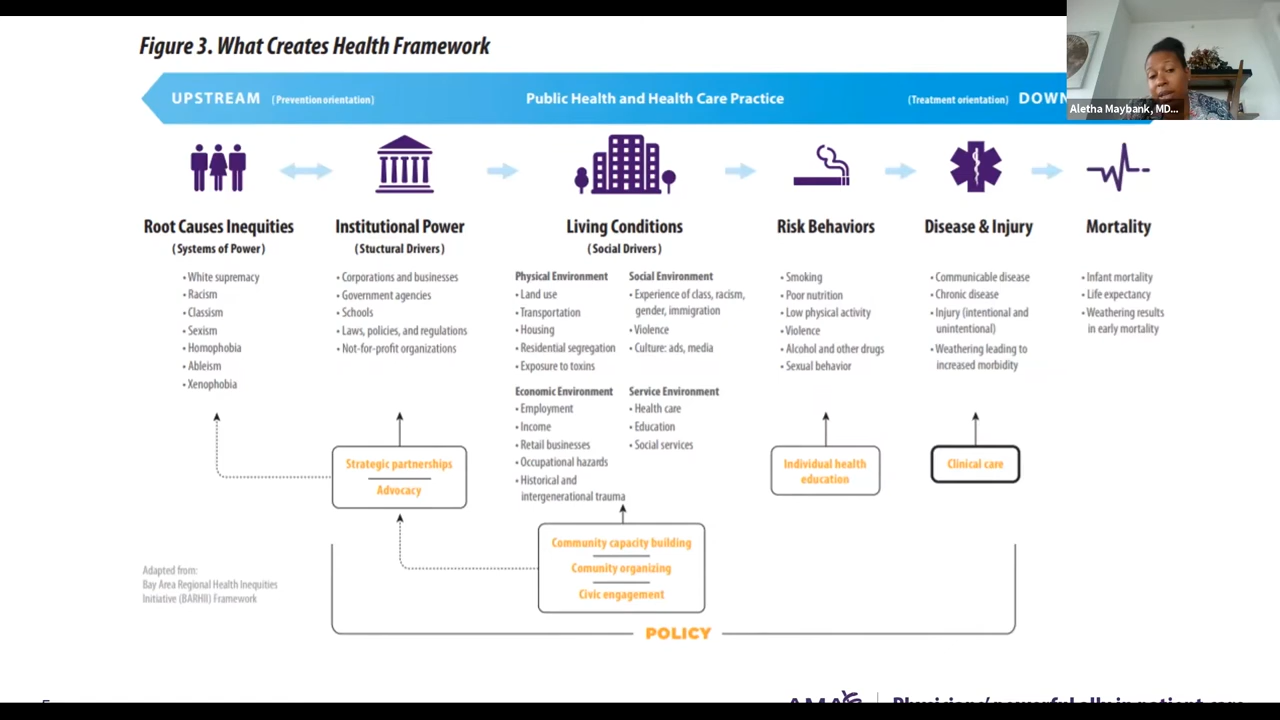 Figure 3. What Creates Health Framework
UPSTREAM (Prevention orientation)
Public Health and Health Care Practice
(Treatment orientation) DOWN
Aletha Maybank, MD...
Root Causes Inequities
(Systems of Power)
• White supremacy
• Racism
• Classism
• Sexism
• Homophobia
• Ableism
• Xenophobia
Institutional Power
(Stuctural Drivers)
• Corporations and businesses
• Government agencies
• Schools
• Laws, policies, and regulations
• Not-for-profit organizations
Strategic partnerships
Advocacy
Living Conditions
(Social Drivers)
Physical Environment
• Land use
• Transportation
• Housing
• Residential segregation
• Exposure to toxins
Social Environment
• Experience of class, racism,
gender, immigration
• Violence
• Culture: ads, media
Economic Environment
• Employment
• Income
• Retail businesses
• Occupational hazards
• Historical and
intergenerational trauma
Service Environment
• Health care
• Education
• Social services
Community capacity building
Comunity organizing
Civic engagement
Risk Behaviors
• Smoking
• Poor nutrition
• Low physical activity
• Violence
• Alcohol and other drugs
• Sexual behavior
Individual health
education
Disease & Injury
• Communicable disease
• Chronic disease
• Injury (intentional and
unintentional)
• Weathering leading to
increased morbidity
Clinical care
Mortality
• Infant mortality
• Life expectancy
• Weathering results
in early mortality
Adapted from:
Bay Area Regional Health Inequities
Initiative (BARHII) Framework
POLICY
AMA
Physicians' powerful ally in patient care